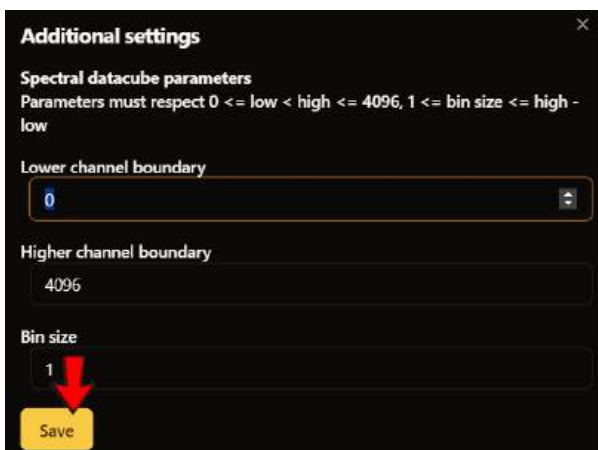 Additional settings
×
Spectral datacube parameters
Parameters must respect 0 <= low < high <= 4096, 1 <= bin size <= high -
low
Lower channel boundary
0
Higher channel boundary
4096
Bin size
1
Save